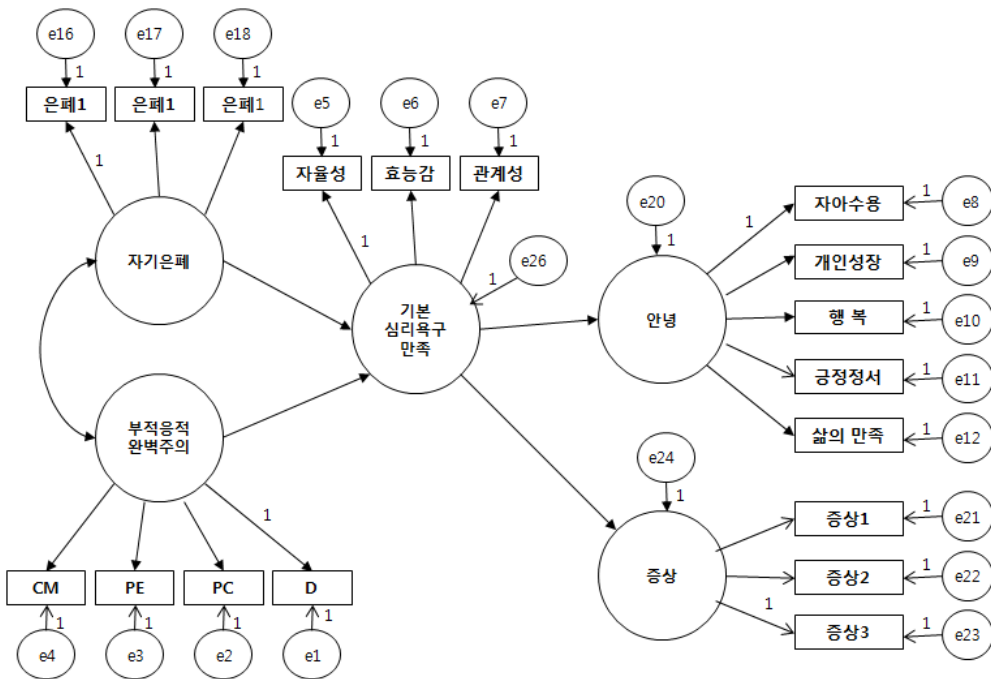 e16
e17
e18
1
1
1
은폐1
은폐1
은폐1
1
e5
e6
e7
1
1
1
자율성
효능감
관계성
1
자기은폐
기본
심리욕구
만족
1
e26
부적응적
완벽주의
1
CM
PE
PC
D
1
1
1
1
e4
e3
e2
e1
e20
1
안녕
1
자아수용
1
e8
개인성장
1
e9
행 복
1
e10
긍정정서
1
e11
삶의 만족
1
e12
e24
1
증상
증상1
1
e21
증상2
1
e22
1
증상3
1
e23